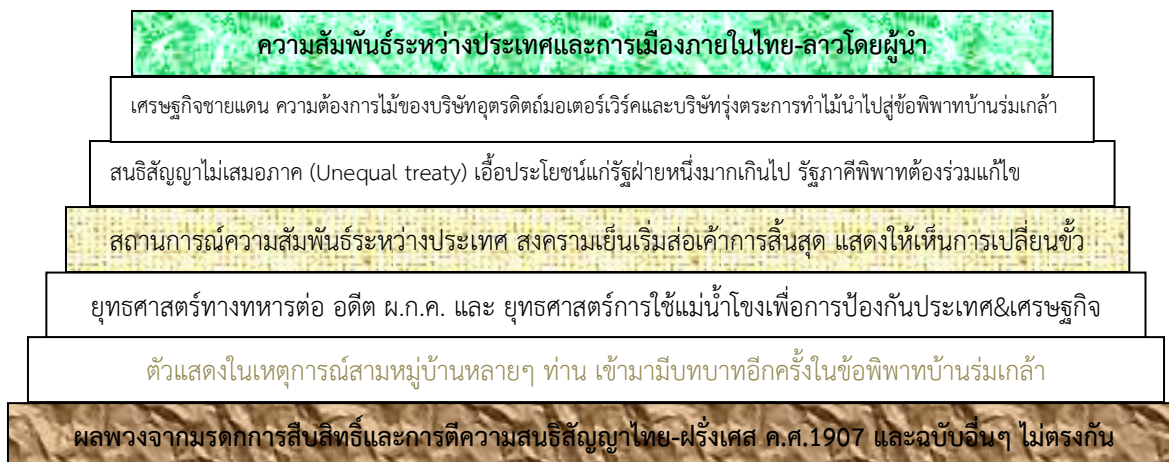 ความสัมพันธ์ระหว่างประเทศและการเมืองภายในไทย-ลาวโดยผู้นำ
เศรษฐกิจชายแดน ความต้องการไม้ของบริษัทอุตรดิตถ์มอเตอร์เวิร์คและบริษัทรุ่งตระการทำไม้นำไปสู่ข้อพิพาทบ้านร่มเกล้า
สนธิสัญญาไม่เสมอภาค (Unequal treaty) เอื้อประโยชน์แก่รัฐฝ่ายหนึ่งมากเกินไป รัฐภาคีพิพาทต้องร่วมแก้ไข
สถานการณ์ความสัมพันธ์ระหว่างประเทศ สงครามเย็นเริ่มส่อเค้าการสิ้นสุด แสดงให้เห็นการเปลี่ยนขั้ว
ยุทธศาสตร์ทางทหารต่อ อดีต ผ.ก.ค. และ ยุทธศาสตร์การใช้แม่น้ำโขงเพื่อการป้องกันประเทศ&เศรษฐกิจ
ตัวแสดงในเหตุการณ์สามหมู่บ้านหลายๆ ท่าน เข้ามามีบทบาทอีกครั้งในข้อพิพาทบ้านร่มเกล้า
ผลพวงจากมรดกการสืบสิทธิ์และการตีความสนธิสัญญาไทย-ฝรั่งเศส ค.ศ.1907 และฉบับอื่นๆ ไม่ตรงกัน